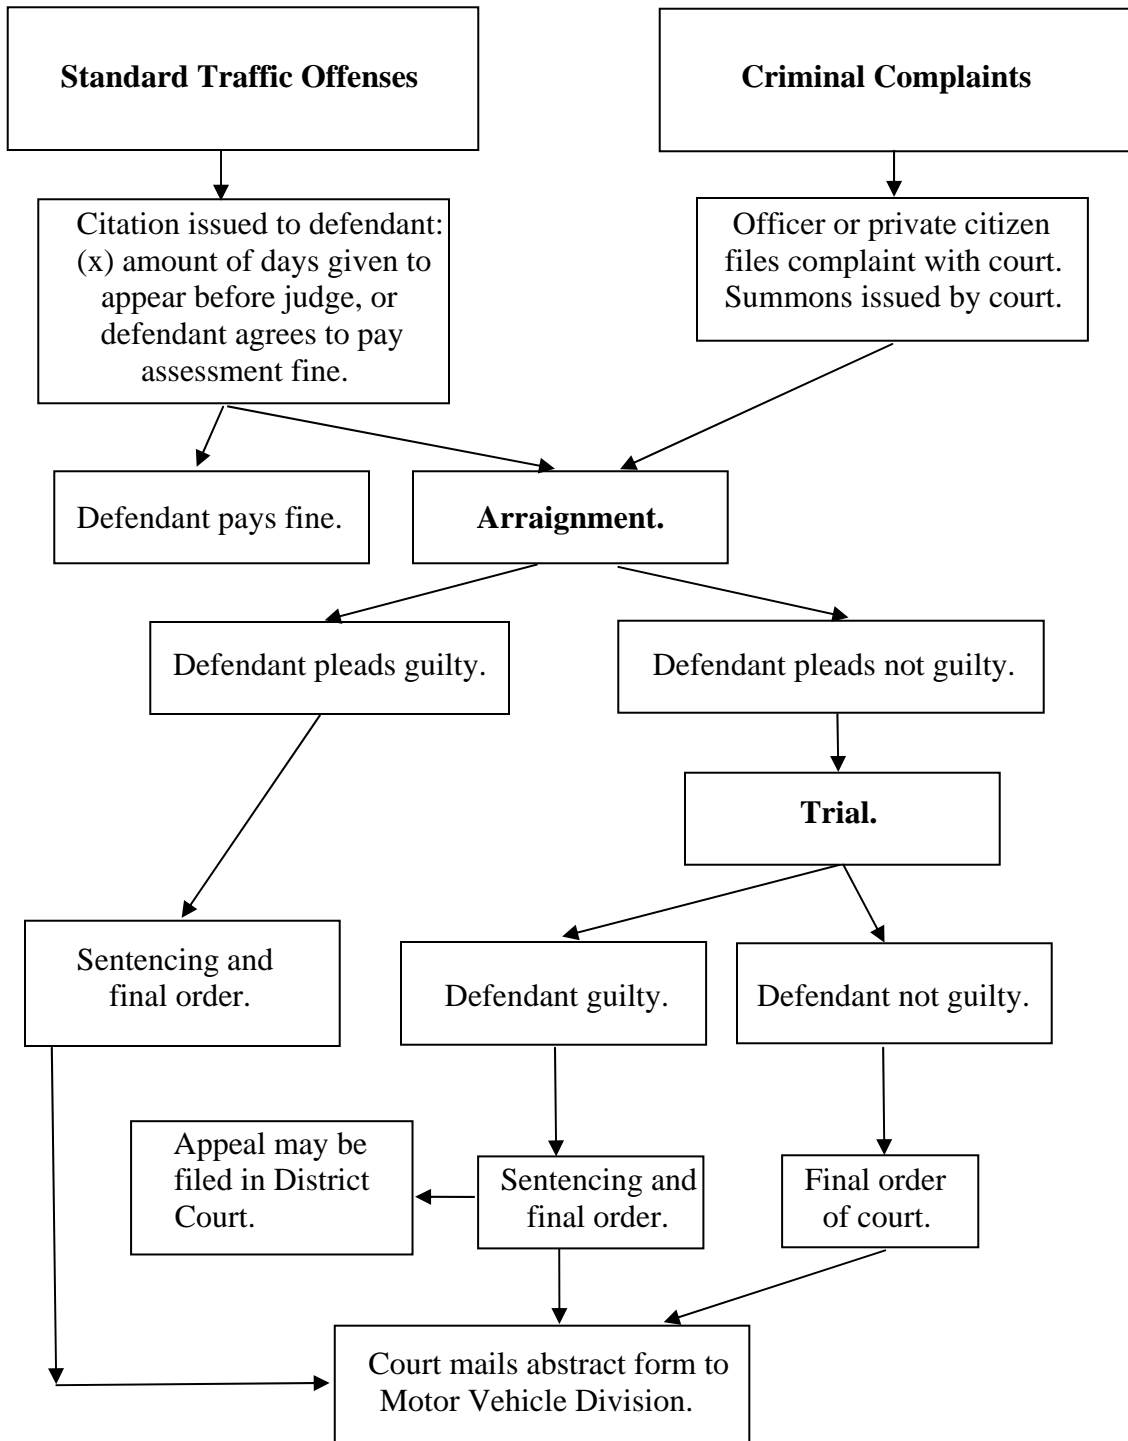 Standard Traffic Offenses
Criminal Complaints
Citation issued to defendant:
(x) amount of days given to
appear before judge, or
defendant agrees to pay
assessment fine.
Officer or private citizen
files complaint with court.
Summons issued by court.
Defendant pays fine.
Arraignment.
Defendant pleads guilty.
Defendant pleads not guilty.
Trial.
Sentencing and
final order.
Defendant guilty.
Defendant not guilty.
Appeal may be
filed in District
Court.
Sentencing and
final order.
Final order
of court.
Court mails abstract form to
Motor Vehicle Division.